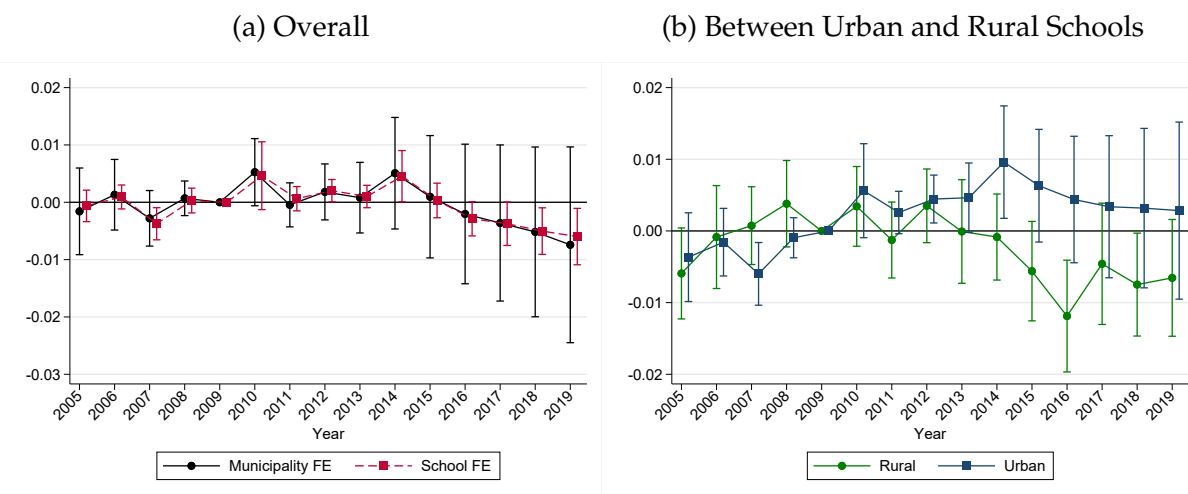 (a) Overall
0.02
0.01
0.00
-0.01
-0.02
-0.03
2005 2006 2007 2008 2009 2010 2011 2012 2013 2014 2015 2016 2017 2018 2019
Year
Municipality FE School FE
(b) Between Urban and Rural Schools
0.02
0.01
0.00
-0.01
-0.02
2005 2006 2007 2008 2009 2010 2011 2012 2013 2014 2015 2016 2017 2018 2019
Year
Rural Urban